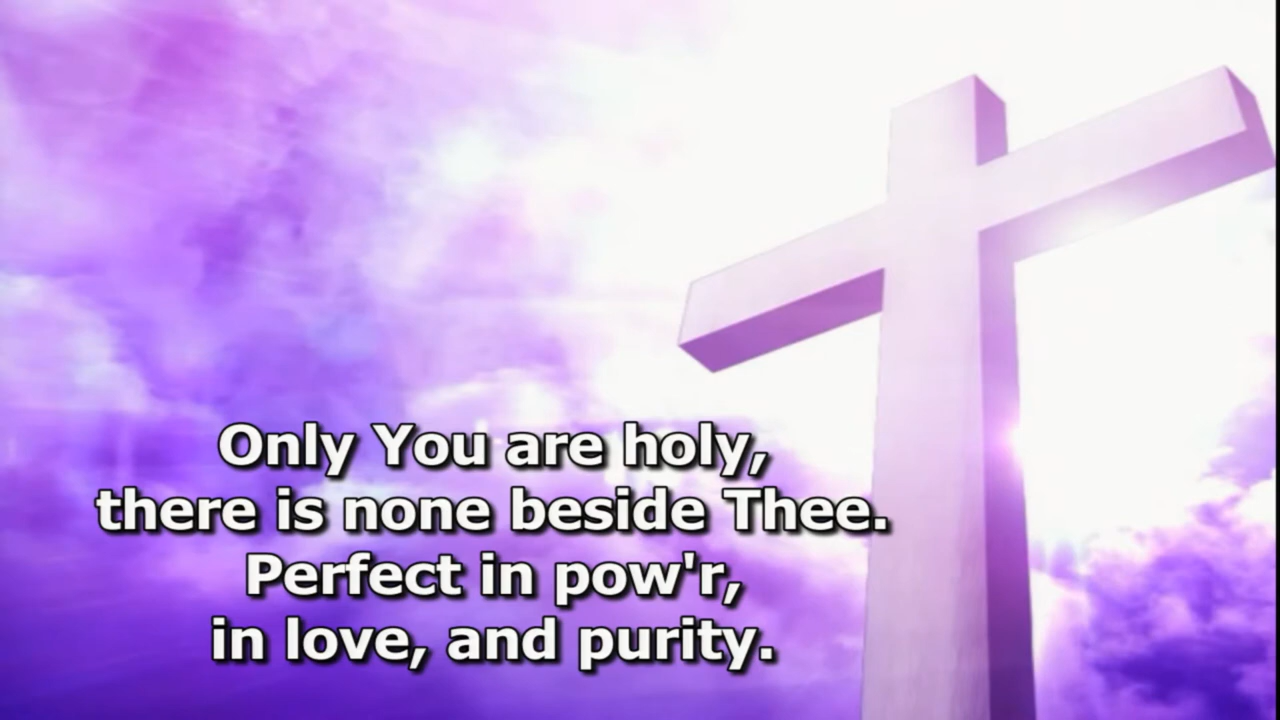 Only You are holy,
there is none beside Thee.
Perfect in pow'r,
in love, and purity.